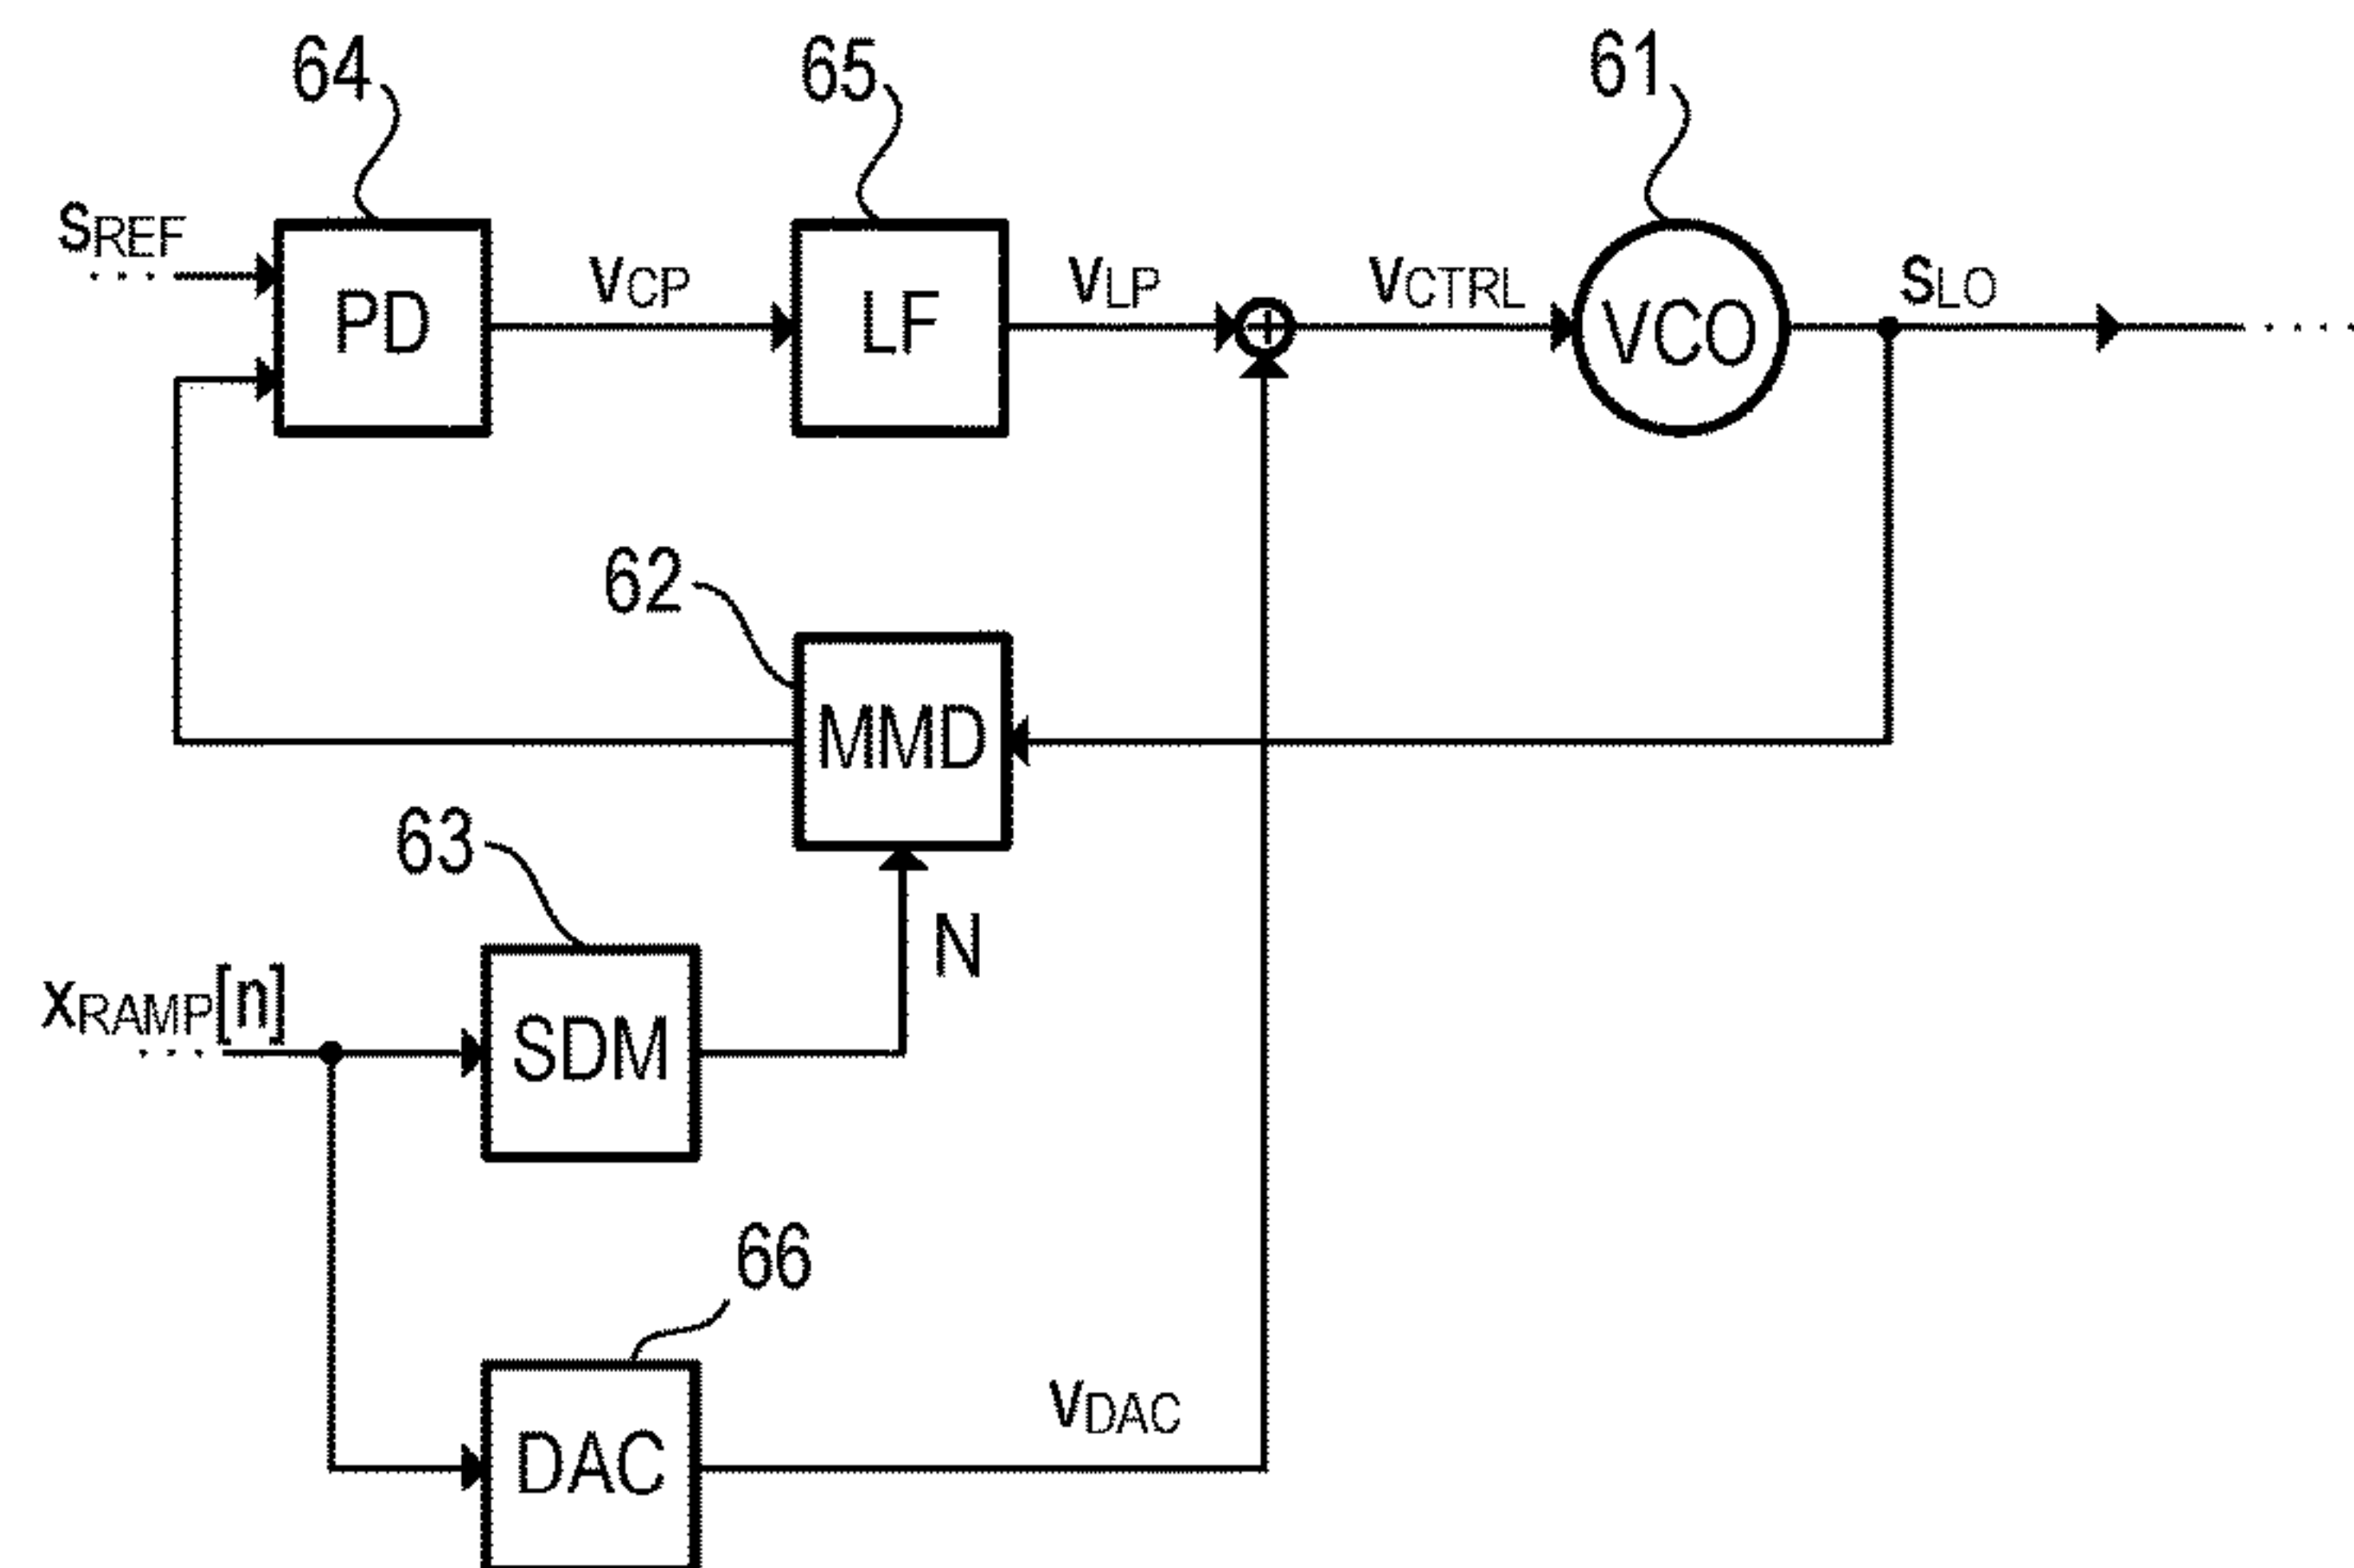 64
65
61
SREF
PD
vCP
LF
vLP
+
vCTRL
VCO
sLO
62
MMD
63
N
xRAMP[n]
SDM
66
DAC
vDAC